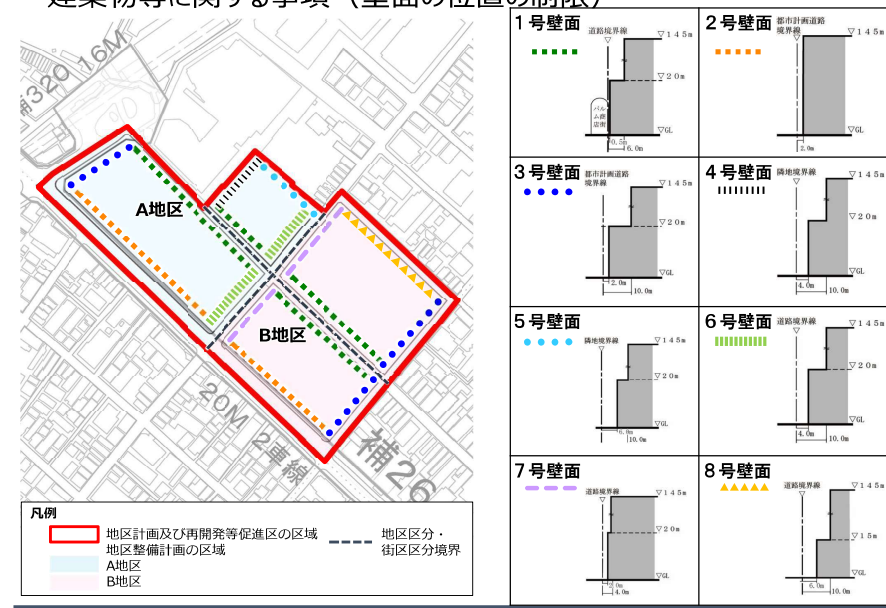 建築物等に関する事項（壁面の位置の制限）
補320 16M
A地区
B地区
20M 2車線
補26
凡例
地区計画及び再開発等促進区の区域
地区整備計画の区域
A地区
B地区
地区区分・
街区区分境界
1号壁面
道路境界線
▽145m
▽20m
パルム商店街
▽GL
0.5m
6.0m
2号壁面
都市計画道路
境界線
▽145m
▽GL
2.0m
3号壁面
都市計画道路
境界線
▽145m
▽20m
▽GL
2.0m
10.0m
4号壁面
隣地境界線
▽145m
▽20m
▽GL
4.0m
10.0m
5号壁面
隣地境界線
▽145m
▽20m
▽GL
6.0m
10.0m
6号壁面
道路境界線
▽145m
▽20m
▽GL
4.0m
10.0m
7号壁面
道路境界線
▽145m
▽20m
▽GL
2.0m
4.0m
8号壁面
道路境界線
▽145m
▽15m
▽GL
6.0m
10.0m